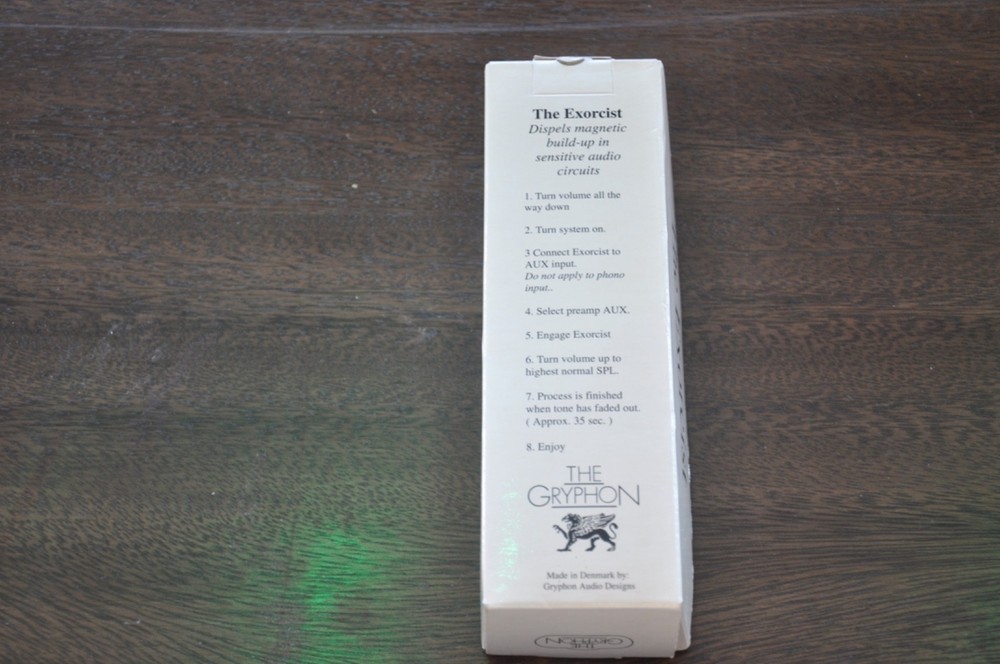 The Exorcist
Dispels magnetic
build-up in
sensitive audio
circuits
1. Turn volume all the
way down
2. Turn system on.
3 Connect Exorcist to
AUX input.
Do not apply to phono
input..
4. Select preamp AUX.
5. Engage Exorcist
6. Turn volume up to
highest normal SPL.
7. Process is finished
when tone has faded out.
( Approx. 35 sec. )
8. Enjoy
THE
GRYPHON
Made in Denmark by:
Gryphon Audio Designs
THE
GRYPHON